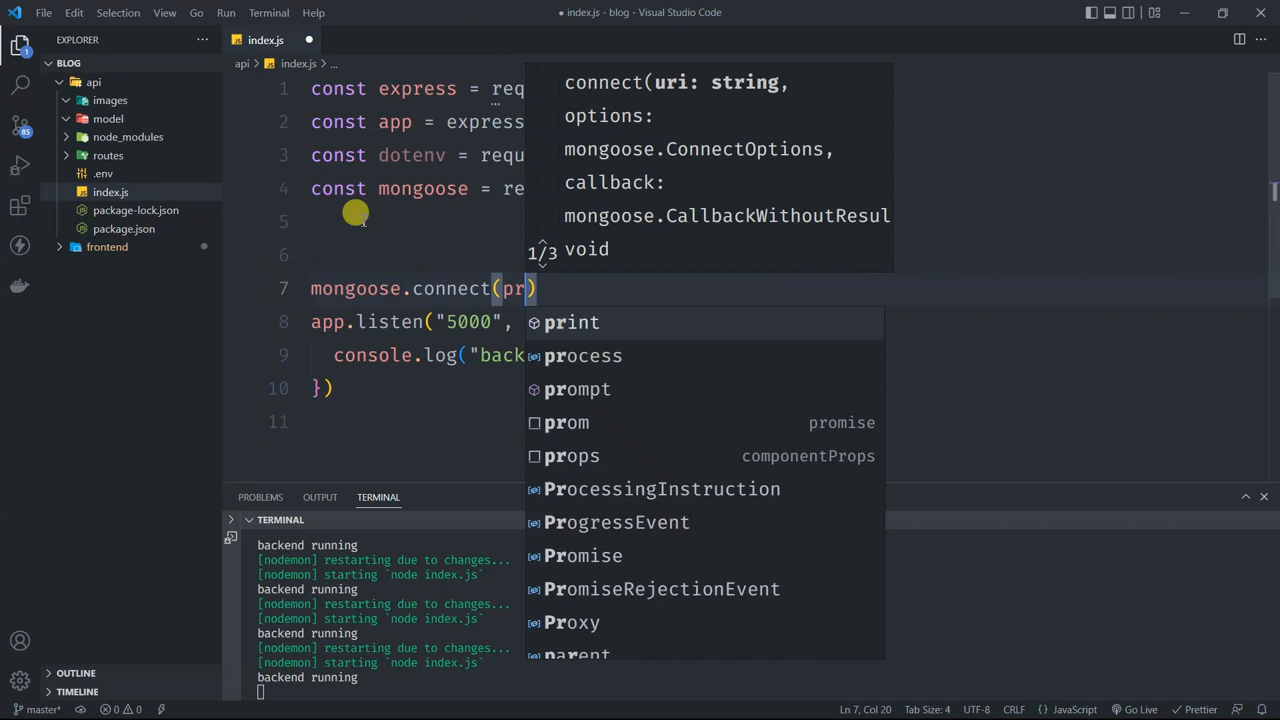 File Edit Selection View Go Run Terminal Help
● index.js - blog - Visual Studio Code
EXPLORER
BLOG
api
images
model
node_modules
routes
.env
index.js
package-lock.json
package.json
frontend
OUTLINE
TIMELINE
1
85
index.js
api > index.js > ...
1 const express = req
2 const app = express
3 const dotenv = requ
4 const mongoose = re
5
6
7 mongoose.connect(pr)
8 app.listen("5000",
9 console.log("back
10 })
11
connect(uri: string,
options:
mongoose.ConnectOptions,
callback:
mongoose.CallbackWithoutResul
1/3 void
print
process
prompt
prom promise
props componentProps
ProcessingInstruction
ProgressEvent
Promise
PromiseRejectionEvent
Proxy
parent
PROBLEMS OUTPUT TERMINAL
TERMINAL
backend running
[nodemon] restarting due to changes...
[nodemon] starting `node index.js`
backend running
[nodemon] restarting due to changes...
[nodemon] starting `node index.js`
backend running
[nodemon] restarting due to changes...
[nodemon] starting `node index.js`
backend running
master* 0 0 Ln 7, Col 20 Tab Size: 4 UTF-8 CRLF {} JavaScript Go Live Prettier